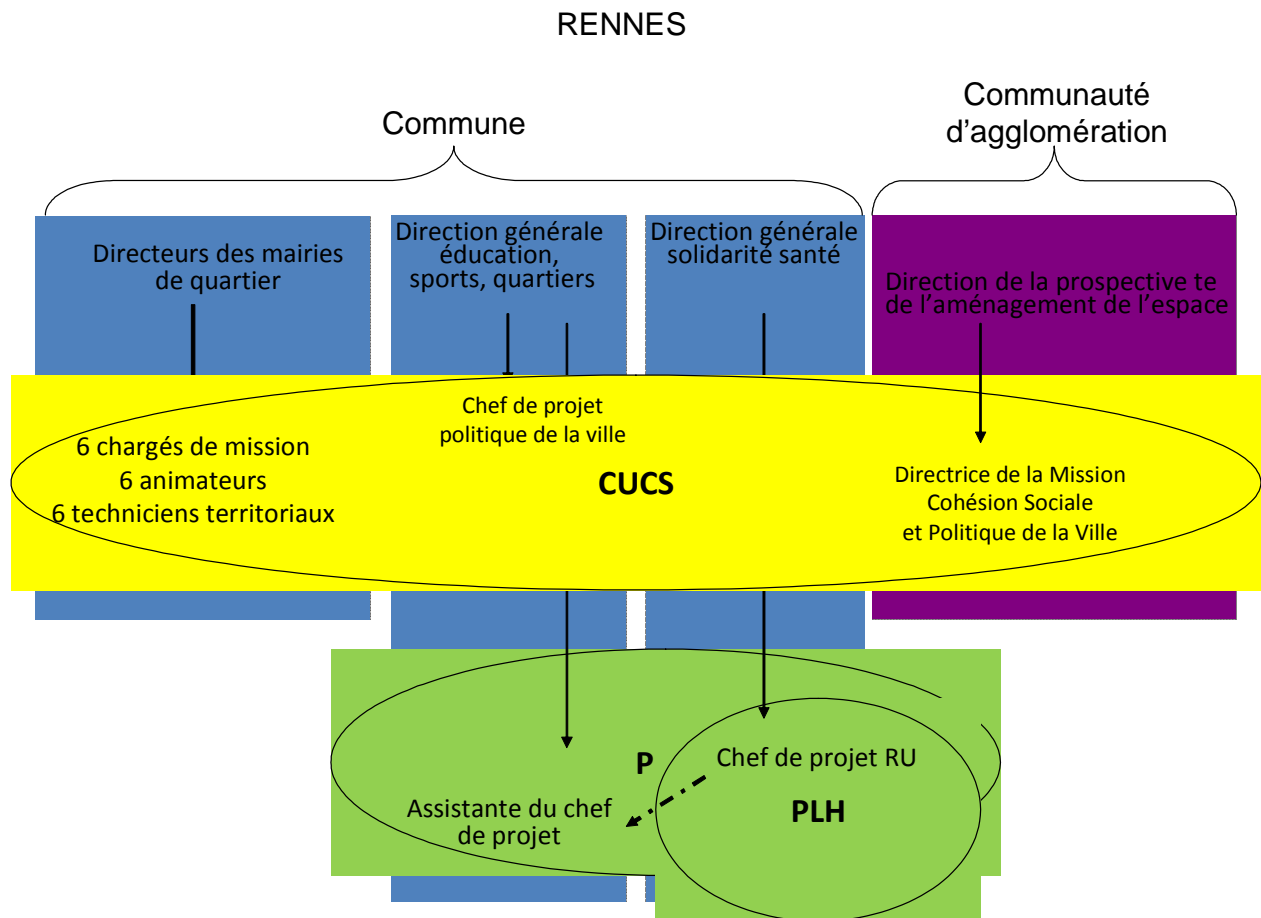 RENNES
Commune
Communauté
d’agglomération
Directeurs des mairies
de quartier
Direction générale
éducation,
sports, quartiers
Direction générale
solidarité santé
Direction de la prospective te
de l’aménagement de l’espace
Chef de projet
politique de la ville
6 chargés de mission
6 animateurs
6 techniciens territoriaux
CUCS
Directrice de la Mission
Cohésion Sociale
et Politique de la Ville
P
Chef de projet RU
Assistante du chef
de projet
PLH